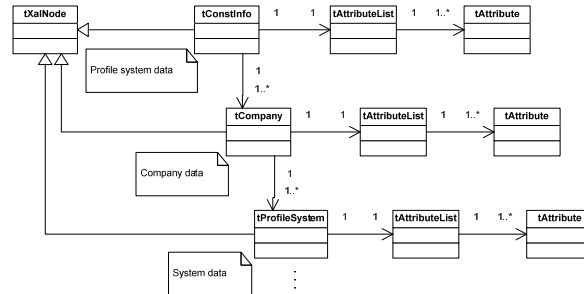 tXalNode
tConstInfo
1
1
tAttributeList
1
1..*
tAttribute
Profile system data
1
1..*
tCompany
1
1
tAttributeList
1
1..*
tAttribute
Company data
1
1..*
tProfileSystem
1
1
tAttributeList
1
1..*
tAttribute
System data